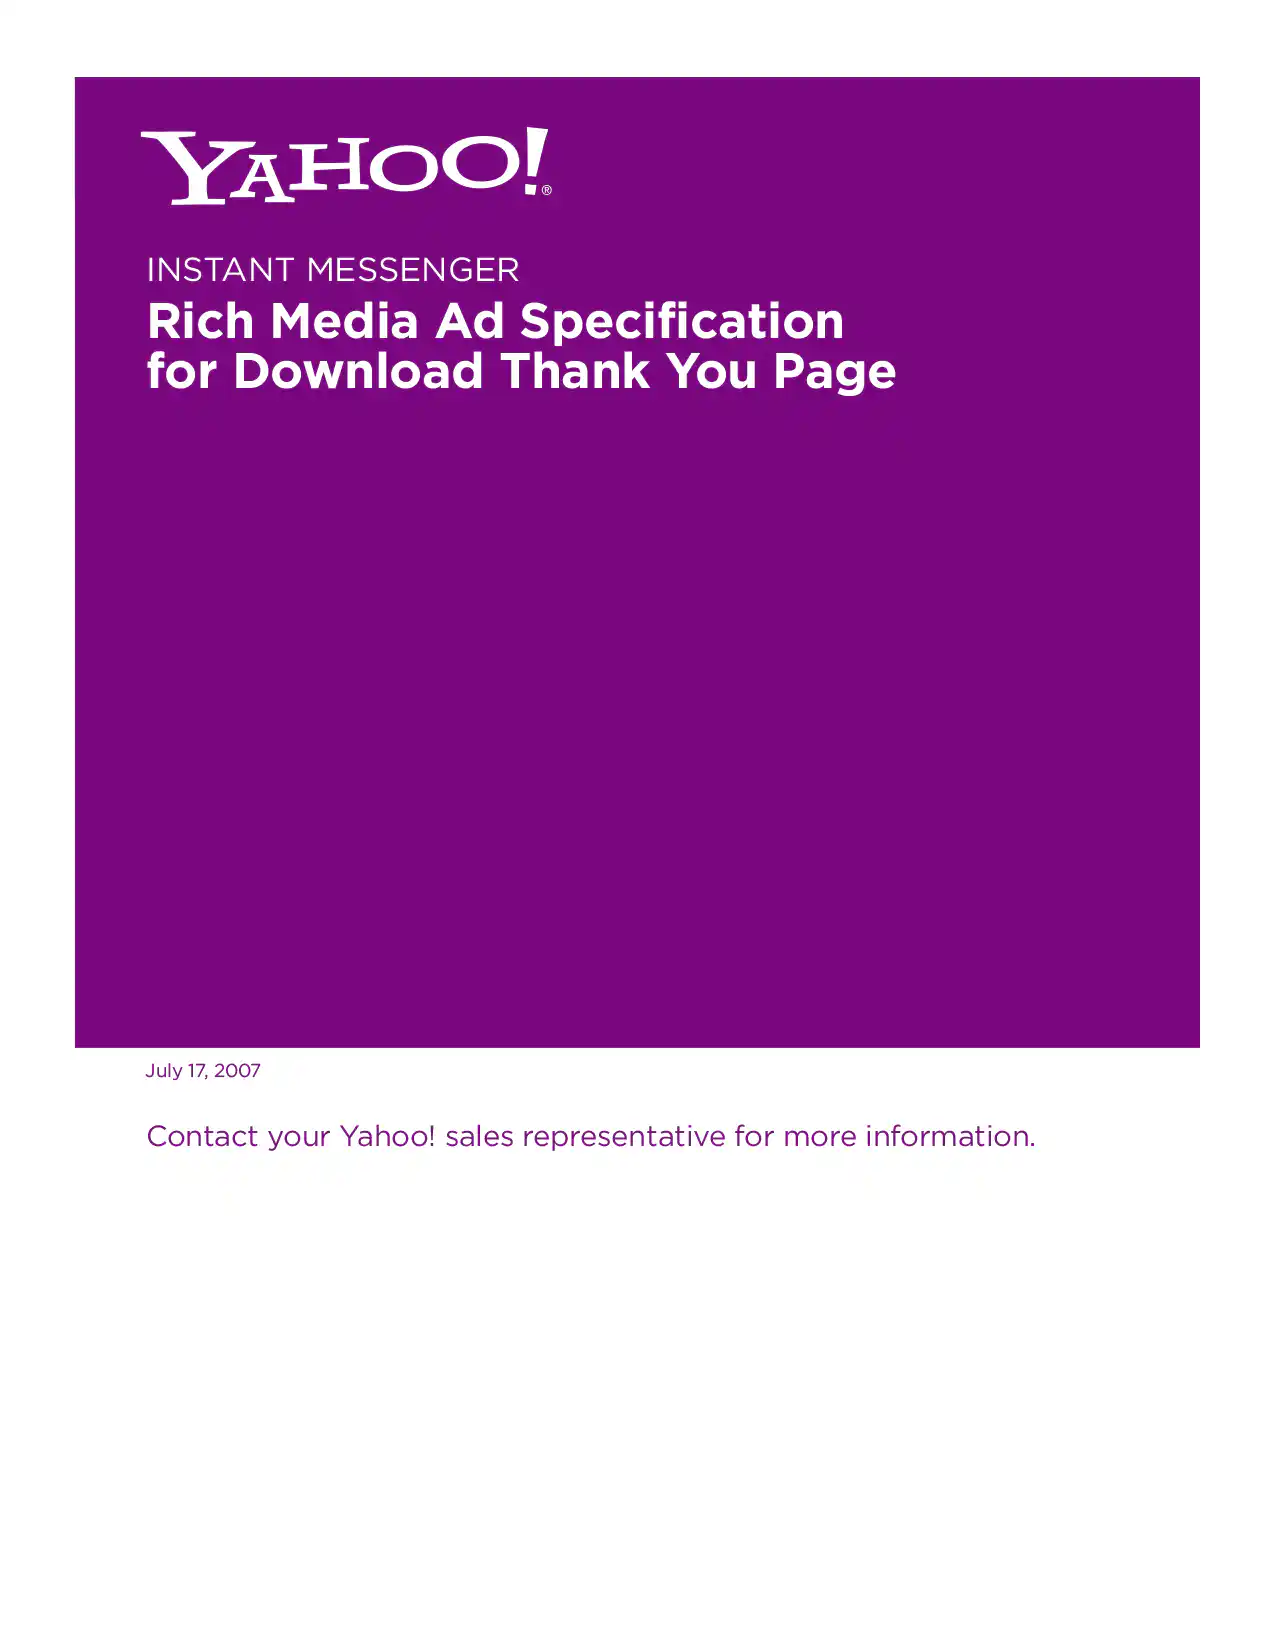 YAHOO!®
INSTANT MESSENGER
Rich Media Ad Specification
for Download Thank You Page
July 17, 2007
Contact your Yahoo! sales representative for more information.